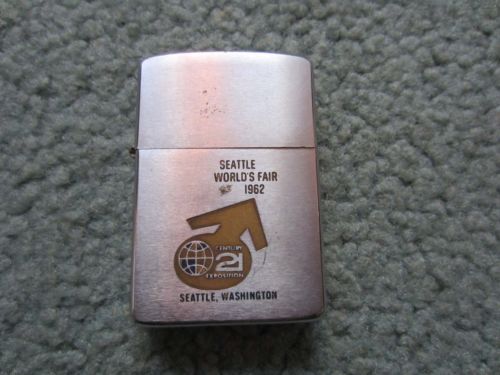 SEATTLE
WORLD'S FAIR
1962
CENTURY
21
EXPOSITION
SEATTLE, WASHINGTON